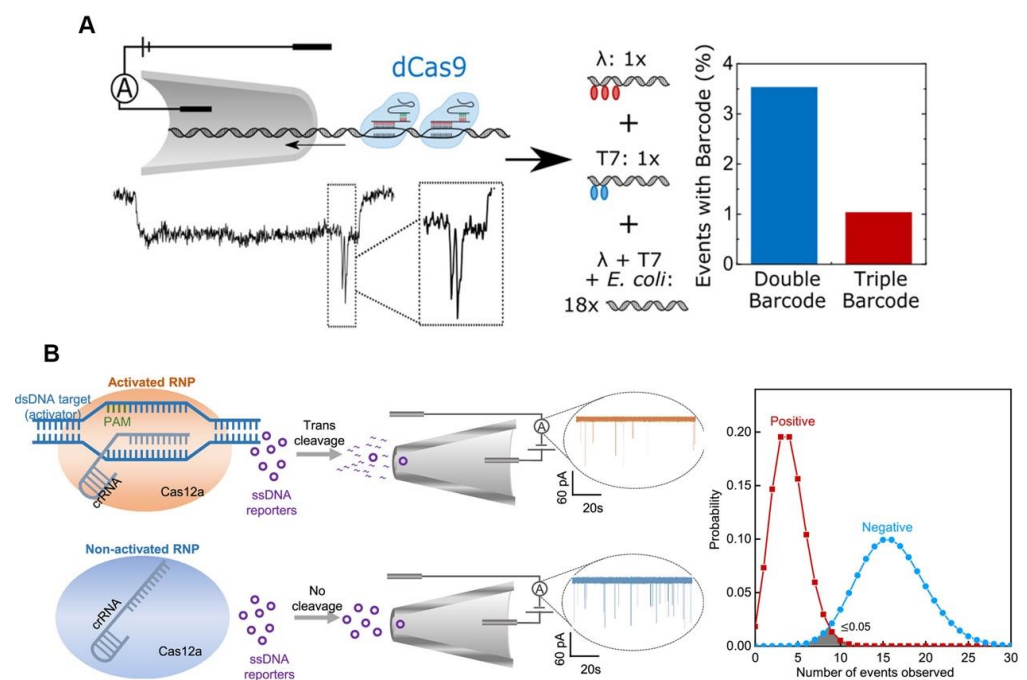 A
dCas9
A
λ: 1x
+
T7: 1x
+
λ + T7
+ E. coli:
18x
Events with Barcode (%)
4
3
2
1
0
Double
Barcode
Triple
Barcode
B
Activated RNP
dsDNA target
(activator)
PAM
crRNA
Cas12a
ssDNA
reporters
Trans
cleavage
A
60 pA
20s
Non-activated RNP
crRNA
Cas12a
ssDNA
reporters
No
cleavage
A
60 pA
20s
Probability
0.20
0.15
0.10
0.05
0.00
Positive
Negative
≤0.05
0 5 10 15 20 25 30
Number of events observed